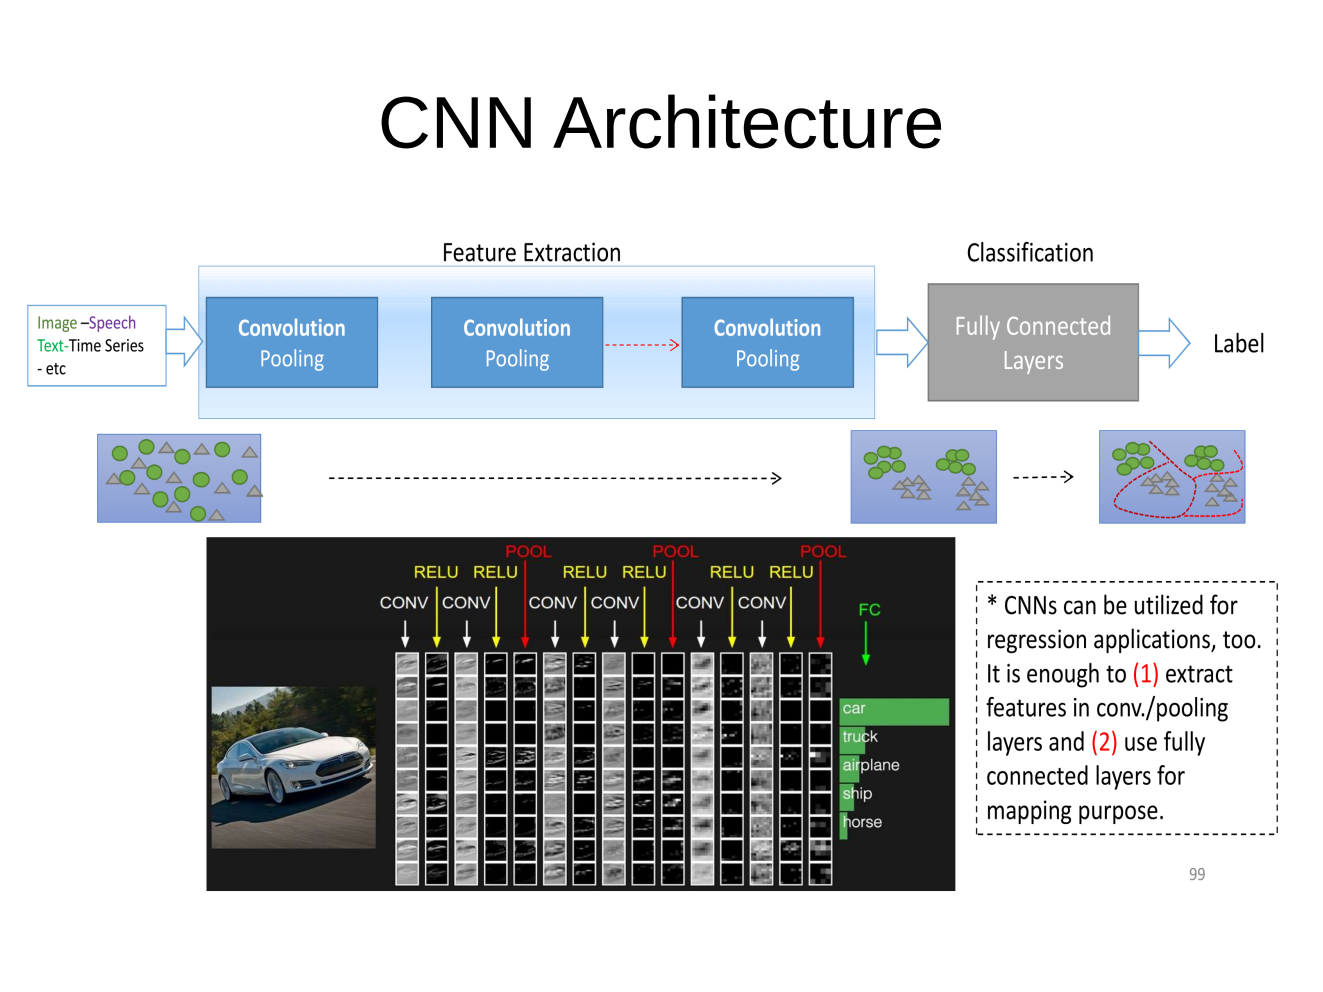 CNN Architecture
Feature Extraction
Classification
Image –Speech
Text-Time Series
- etc
Convolution
Pooling
Convolution
Pooling
Convolution
Pooling
Fully Connected
Layers
Label
POOL POOL POOL
RELU RELU RELU RELU RELU RELU
CONV CONV CONV CONV CONV CONV
FC
car
truck
airplane
ship
horse
* CNNs can be utilized for
regression applications, too.
It is enough to (1) extract
features in conv./pooling
layers and (2) use fully
connected layers for
mapping purpose.
99